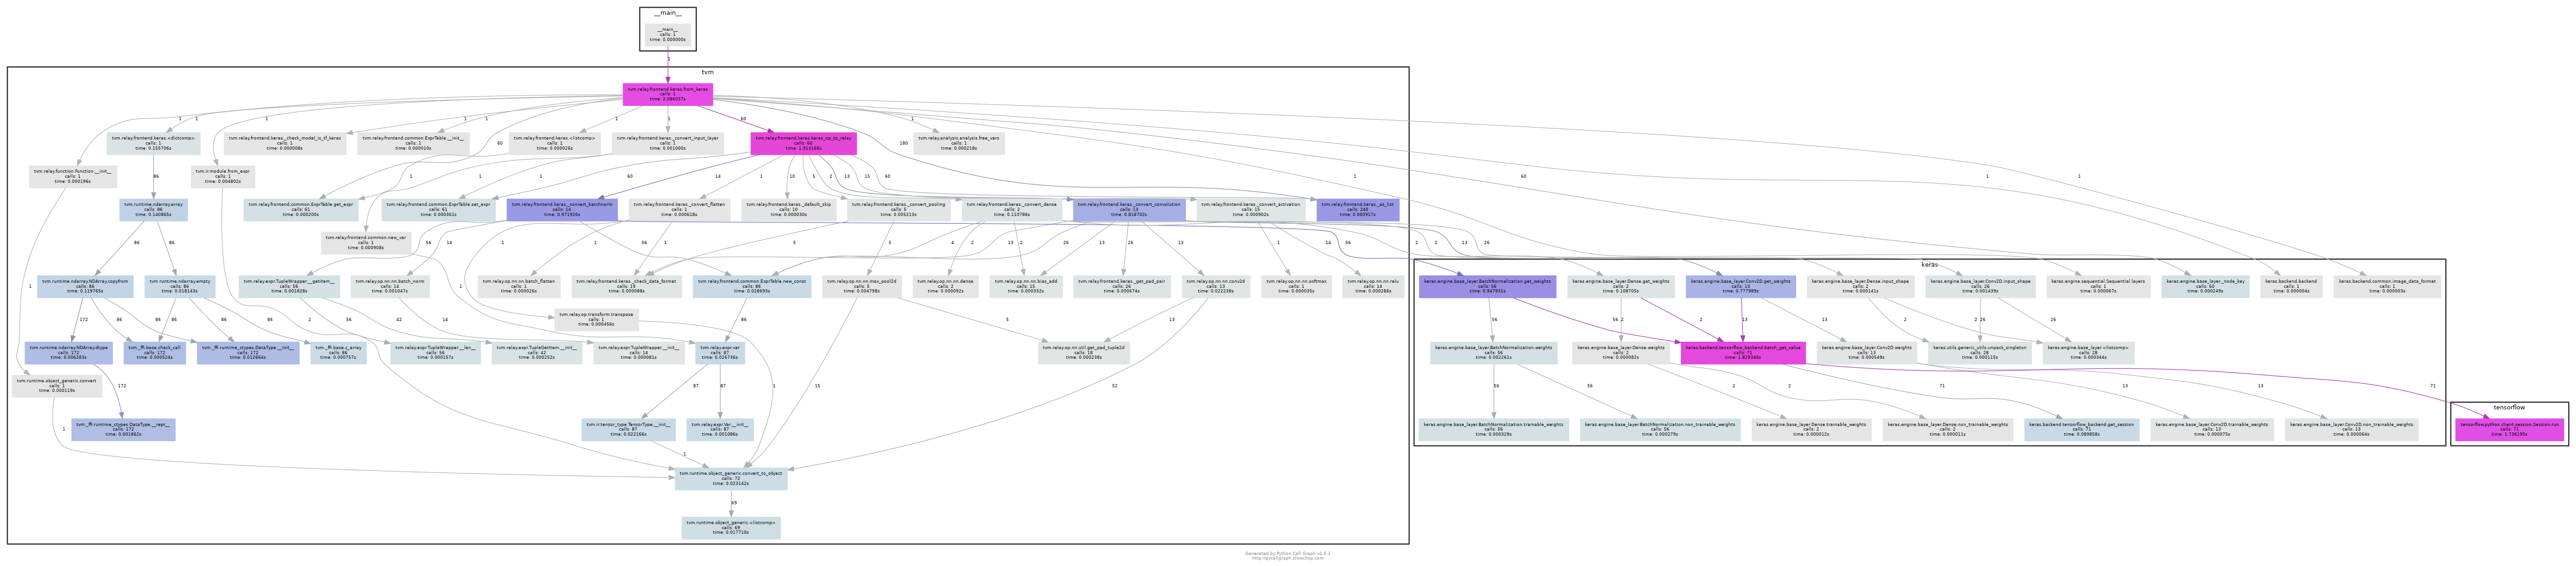 __main__
__main__
calls: 1
time: 0.000000s
1
tvm
tvm.relay.frontend.keras.from_keras
calls: 1
time: 2.086037s
tvm.relay.frontend.keras.<dictcomp>
calls: 1
time: 0.155706s
tvm.relay.frontend.keras._check_model_is_tf_keras
calls: 1
time: 0.000008s
tvm.relay.frontend.common.ExprTable.__init__
calls: 1
time: 0.000010s
tvm.relay.frontend.keras.<listcomp>
calls: 1
time: 0.000026s
tvm.relay.frontend.keras._convert_input_layer
calls: 1
time: 0.001000s
tvm.relay.frontend.keras.keras_op_to_relay
calls: 60
time: 1.913156s
tvm.relay.analysis.analysis.free_vars
calls: 1
time: 0.000218s
tvm.relay.function.Function.__init__
calls: 1
time: 0.000196s
tvm.ir.module.from_expr
calls: 1
time: 0.004802s
tvm.runtime.ndarray.array
calls: 86
time: 0.140865s
tvm.relay.frontend.common.ExprTable.get_expr
calls: 61
time: 0.000200s
tvm.relay.frontend.common.ExprTable.set_expr
calls: 61
time: 0.000361s
tvm.relay.frontend.keras._convert_batchnorm
calls: 14
time: 0.971920s
tvm.relay.frontend.keras._convert_flatten
calls: 1
time: 0.000618s
tvm.relay.frontend.keras._default_skip
calls: 10
time: 0.000030s
tvm.relay.frontend.keras._convert_pooling
calls: 5
time: 0.005213s
tvm.relay.frontend.keras._convert_dense
calls: 2
time: 0.110786s
tvm.relay.frontend.keras._convert_convolution
calls: 13
time: 0.818702s
tvm.relay.frontend.keras._convert_activation
calls: 15
time: 0.000902s
tvm.relay.frontend.keras._as_list
calls: 240
time: 0.000917s
tvm.relay.frontend.common.new_var
calls: 1
time: 0.000908s
keras
tvm.runtime.ndarray.NDArray.copyfrom
calls: 86
time: 0.119765s
tvm.runtime.ndarray.empty
calls: 86
time: 0.018143s
tvm.relay.expr.TupleWrapper.__getitem__
calls: 56
time: 0.001828s
tvm.relay.op.nn.nn.batch_norm
calls: 14
time: 0.001047s
tvm.relay.op.nn.nn.batch_flatten
calls: 1
time: 0.000026s
tvm.relay.frontend.keras._check_data_format
calls: 19
time: 0.000088s
tvm.relay.frontend.common.ExprTable.new_const
calls: 86
time: 0.028693s
tvm.relay.op.nn.nn.max_pool2d
calls: 5
time: 0.004798s
tvm.relay.op.nn.nn.dense
calls: 2
time: 0.000092s
tvm.relay.op.nn.nn.bias_add
calls: 15
time: 0.000332s
tvm.relay.frontend.keras._get_pad_pair
calls: 26
time: 0.000674s
tvm.relay.op.nn.nn.conv2d
calls: 13
time: 0.022238s
tvm.relay.op.nn.nn.softmax
calls: 1
time: 0.000035s
tvm.relay.op.nn.nn.relu
calls: 14
time: 0.000286s
keras.engine.base_layer.BatchNormalization.get_weights
calls: 56
time: 0.947931s
keras.engine.base_layer.Dense.get_weights
calls: 2
time: 0.108705s
keras.engine.base_layer.Conv2D.get_weights
calls: 13
time: 0.777989s
keras.engine.base_layer.Dense.input_shape
calls: 2
time: 0.000141s
keras.engine.base_layer.Conv2D.input_shape
calls: 26
time: 0.001439s
keras.engine.sequential.Sequential.layers
calls: 1
time: 0.000067s
keras.engine.base_layer._node_key
calls: 60
time: 0.000249s
keras.backend.backend
calls: 1
time: 0.000004s
keras.backend.common.image_data_format
calls: 1
time: 0.000003s
tvm.relay.op.transform.transpose
calls: 1
time: 0.000456s
tvm.runtime.ndarray.NDArray.dtype
calls: 172
time: 0.006283s
tvm._ffi.base.check_call
calls: 172
time: 0.000524s
tvm._ffi.runtime_ctypes.DataType.__init__
calls: 172
time: 0.012664s
tvm._ffi.base.c_array
calls: 86
time: 0.000757s
tvm.relay.expr.TupleWrapper.__len__
calls: 56
time: 0.000157s
tvm.relay.expr.TupleGetItem.__init__
calls: 42
time: 0.000252s
tvm.relay.expr.TupleWrapper.__init__
calls: 14
time: 0.000081s
tvm.relay.expr.var
calls: 87
time: 0.026736s
tvm.relay.op.nn.util.get_pad_tuple2d
calls: 18
time: 0.000238s
keras.engine.base_layer.BatchNormalization.weights
calls: 56
time: 0.002261s
keras.engine.base_layer.Dense.weights
calls: 2
time: 0.000082s
keras.backend.tensorflow_backend.batch_get_value
calls: 71
time: 1.829340s
keras.engine.base_layer.Conv2D.weights
calls: 13
time: 0.000549s
keras.utils.generic_utils.unpack_singleton
calls: 28
time: 0.000115s
keras.engine.base_layer.<listcomp>
calls: 28
time: 0.000344s
tvm.runtime.object_generic.convert
calls: 1
time: 0.000119s
tensorflow
tvm._ffi.runtime_ctypes.DataType.__repr__
calls: 172
time: 0.001862s
tvm.ir.tensor_type.TensorType.__init__
calls: 87
time: 0.022166s
tvm.relay.expr.Var.__init__
calls: 87
time: 0.001086s
keras.engine.base_layer.BatchNormalization.trainable_weights
calls: 56
time: 0.000329s
keras.engine.base_layer.BatchNormalization.non_trainable_weights
calls: 56
time: 0.000279s
keras.engine.base_layer.Dense.trainable_weights
calls: 2
time: 0.000012s
keras.engine.base_layer.Dense.non_trainable_weights
calls: 2
time: 0.000011s
keras.backend.tensorflow_backend.get_session
calls: 71
time: 0.089858s
keras.engine.base_layer.Conv2D.trainable_weights
calls: 13
time: 0.000075s
keras.engine.base_layer.Conv2D.non_trainable_weights
calls: 13
time: 0.000064s
tensorflow.python.client.session.Session.run
calls: 71
time: 1.736195s
tvm.runtime.object_generic.convert_to_object
calls: 72
time: 0.023142s
tvm.runtime.object_generic.<listcomp>
calls: 69
time: 0.017710s
Generated by Python Call Graph v1.0.1
http://pycallgraph.slowchop.com